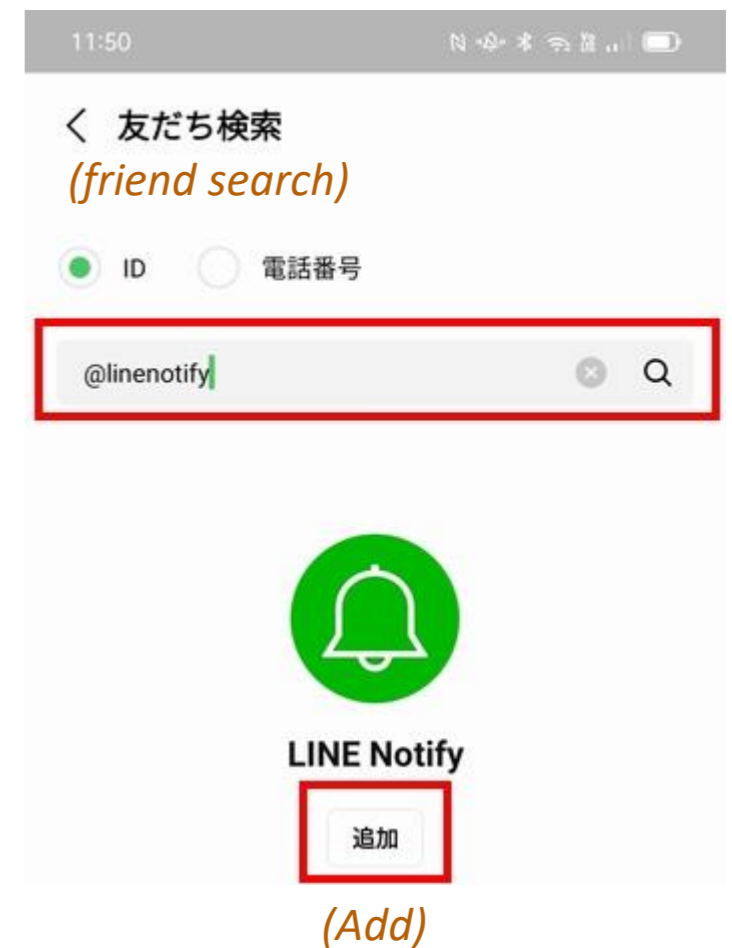 11:50
友だち検索
(friend search)
ID 電話番号
@linenotify
LINE Notify
追加
(Add)